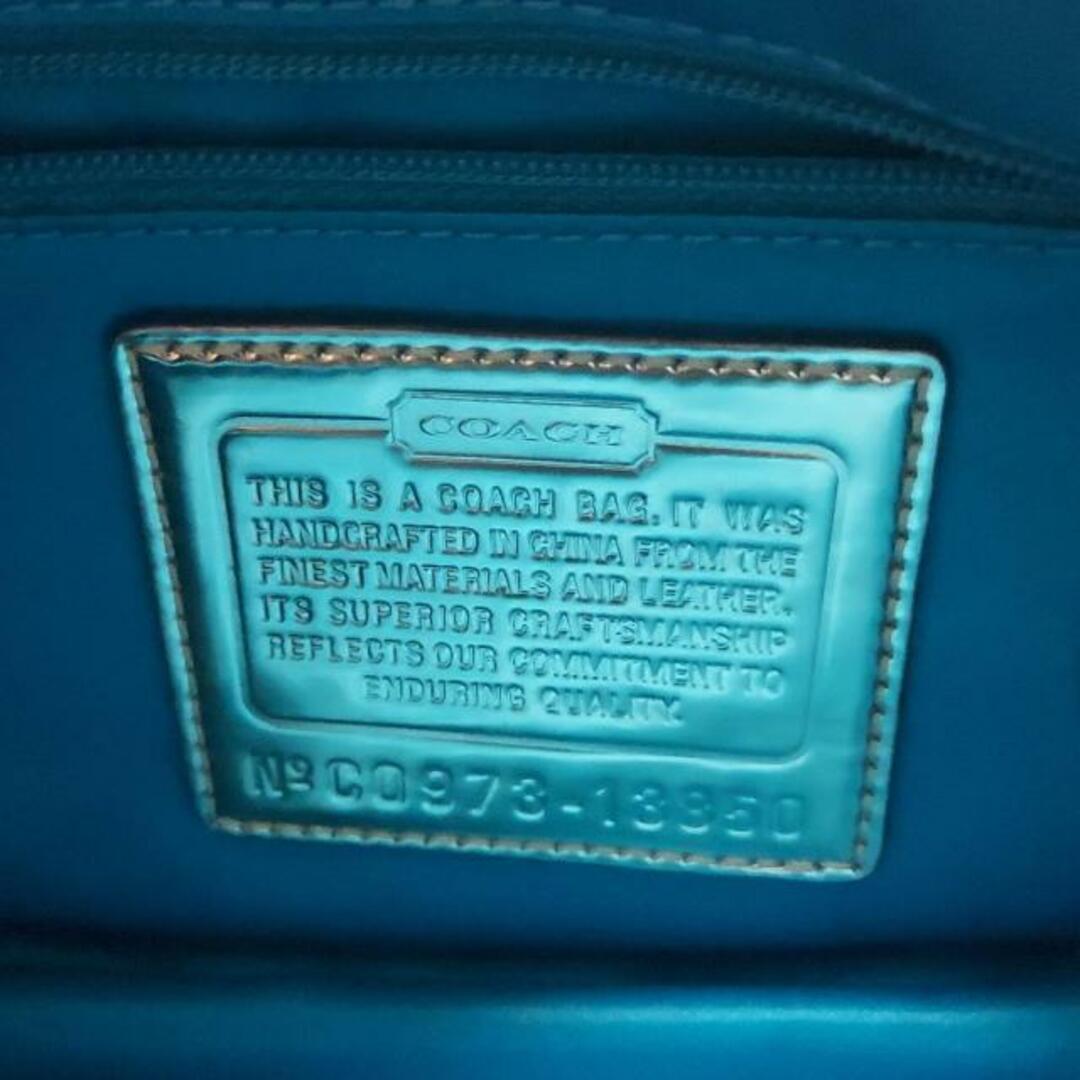 COACH
THIS IS A COACH BAG. IT WAS
HANDCRAFTED IN CHINA FROM THE
FINEST MATERIALS AND LEATHER.
ITS SUPERIOR CRAFTSMANSHIP
REFLECTS OUR COMMITMENT TO
ENDURING QUALITY.
Nº C0973-13350